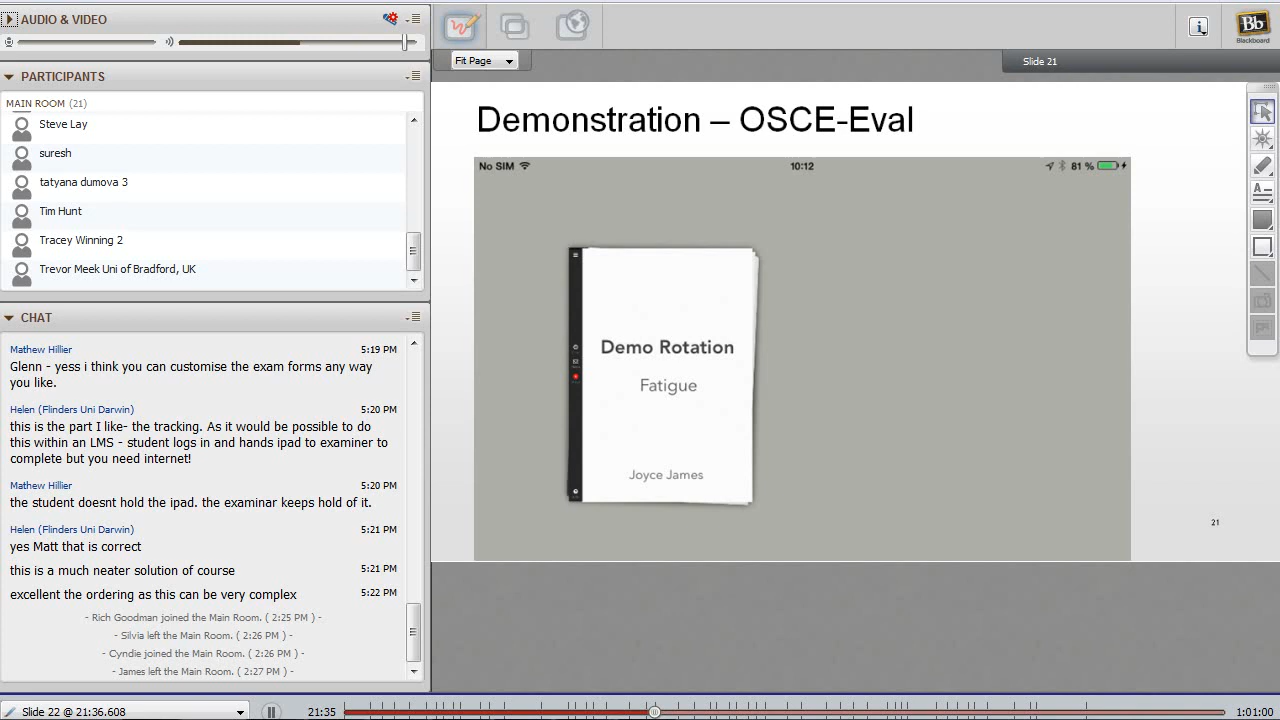 AUDIO & VIDEO
PARTICIPANTS
MAIN ROOM (21)
Steve Lay
suresh
tatyana dumova 3
Tim Hunt
Tracey Winning 2
Trevor Meek Uni of Bradford, UK
CHAT
Mathew Hillier 5:19 PM
Glenn - yess i think you can customise the exam forms any way
you like.
Helen (Flinders Uni Darwin) 5:20 PM
this is the part I like- the tracking. As it would be possible to do
this within an LMS - student logs in and hands ipad to examiner to
complete but you need internet!
Mathew Hillier 5:20 PM
the student doesnt hold the ipad. the examinar keeps hold of it.
Helen (Flinders Uni Darwin) 5:21 PM
yes Matt that is correct
this is a much neater solution of course 5:21 PM
excellent the ordering as this can be very complex 5:22 PM
- Rich Goodman joined the Main Room. ( 2:25 PM ) -
- Silvia left the Main Room. ( 2:26 PM ) -
- Cyndie joined the Main Room. ( 2:26 PM ) -
- James left the Main Room. ( 2:27 PM ) -
Slide 22 @ 21:36.608
21:35
1:01:00
Fit Page
Slide 21
Bb
Blackboard
Demonstration – OSCE-Eval
No SIM 10:12 81 %
Demo Rotation
Fatigue
Joyce James
21